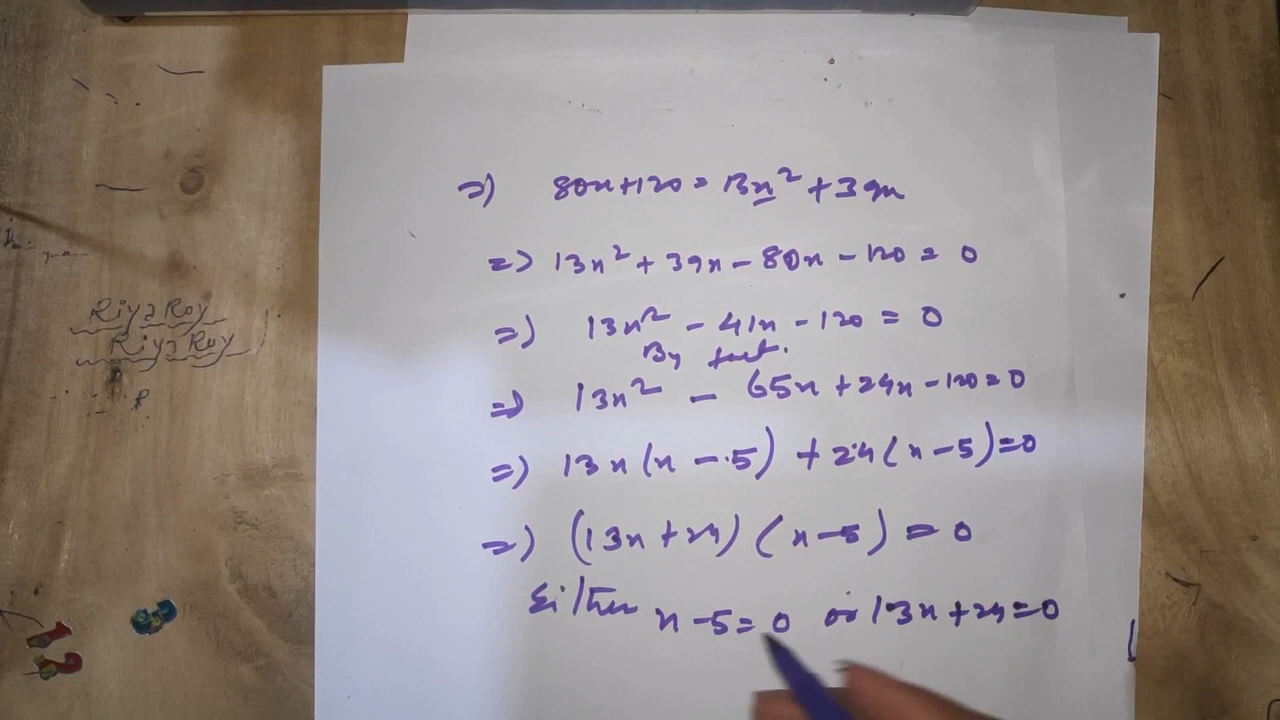 Riya Roy
Riya Roy
=) 80x+120 = 13x² + 39x
=> 13x² + 39x - 80x - 120 = 0
=) 13x² - 41x - 120 = 0
By fact.
=) 13x² - 65x + 24x - 120 = 0
=) 13x (x - 5) + 24 (x - 5) = 0
=) (13x + 24) (x - 5) = 0
Either x - 5 = 0 or 13x + 24 = 0